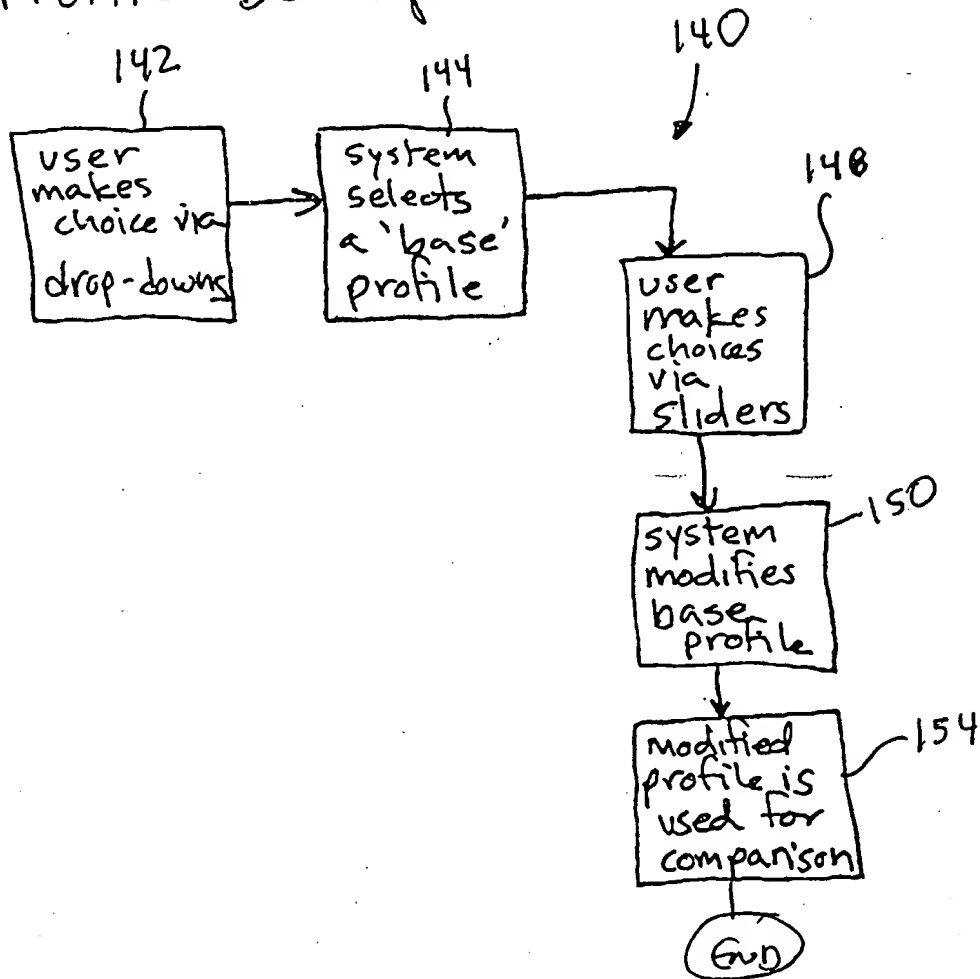 140
142
144
user
makes
choice via
drop-downs
system
selects
a 'base'
profile
148
user
makes
choices
via
sliders
150
system
modifies
base
profile
154
modified
profile is
used for
comparison
END